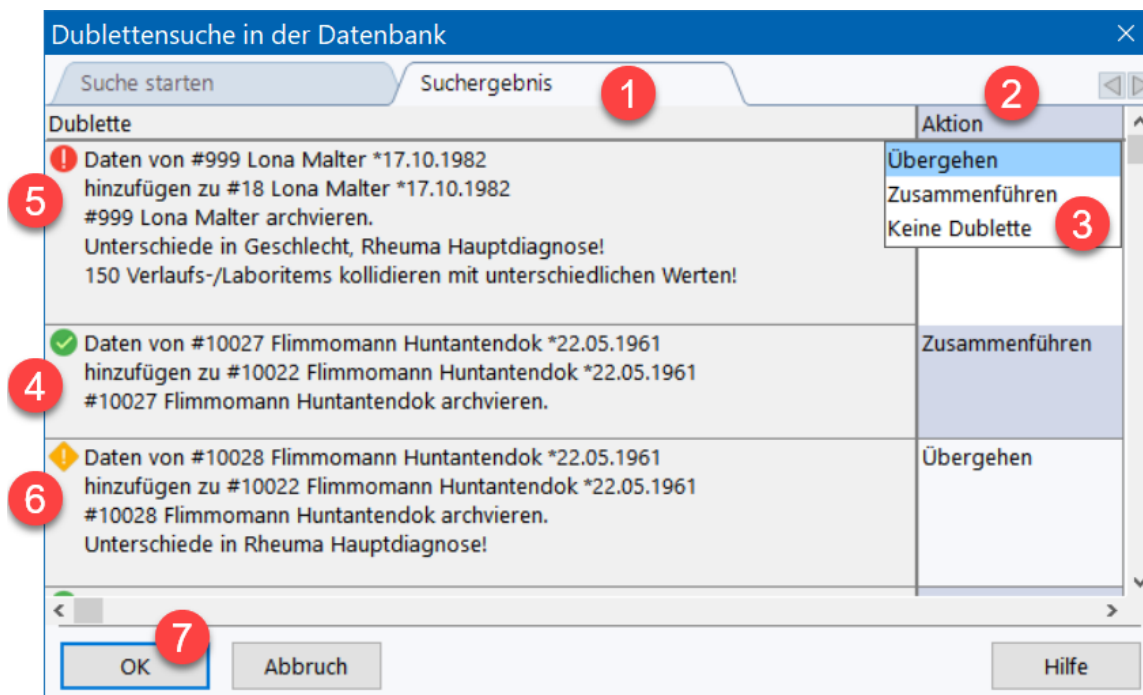 Dublettensuche in der Datenbank
Suche starten
Suchergebnis
1
2
Dublette
Aktion
5
Daten von #999 Lona Malter *17.10.1982
hinzufügen zu #18 Lona Malter *17.10.1982
#999 Lona Malter archvieren.
Unterschiede in Geschlecht, Rheuma Hauptdiagnose!
150 Verlaufs-/Laboritems kollidieren mit unterschiedlichen Werten!
Übergehen
Zusammenführen
Keine Dublette
3
4
Daten von #10027 Flimmomann Huntantendok *22.05.1961
hinzufügen zu #10022 Flimmomann Huntantendok *22.05.1961
#10027 Flimmomann Huntantendok archvieren.
Zusammenführen
6
Daten von #10028 Flimmomann Huntantendok *22.05.1961
hinzufügen zu #10022 Flimmomann Huntantendok *22.05.1961
#10028 Flimmomann Huntantendok archvieren.
Unterschiede in Rheuma Hauptdiagnose!
Übergehen
7
OK
Abbruch
Hilfe